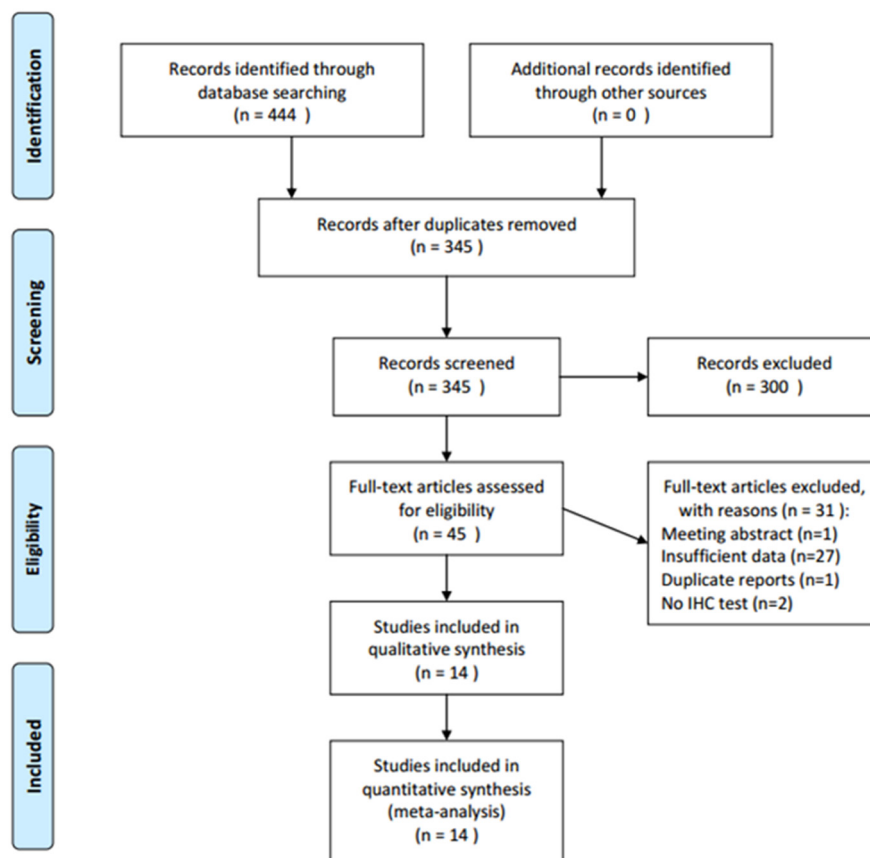 Identification
Records identified through
database searching
(n = 444 )
Additional records identified
through other sources
(n = 0 )
Records after duplicates removed
(n = 345 )
Screening
Records screened
(n = 345 )
Records excluded
(n = 300 )
Eligibility
Full-text articles assessed
for eligibility
(n = 45 )
Full-text articles excluded,
with reasons (n = 31 ):
Meeting abstract (n=1)
Insufficient data (n=27)
Duplicate reports (n=1)
No IHC test (n=2)
Studies included in
qualitative synthesis
(n = 14 )
Included
Studies included in
quantitative synthesis
(meta-analysis)
(n = 14 )